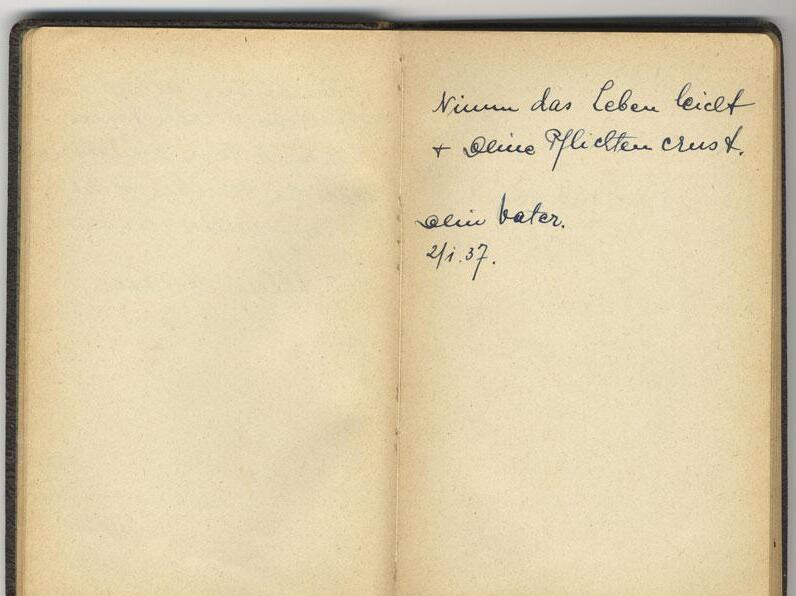 Nimm das Leben leicht
+ Deine Pflichten ernst.
Dein Vater.
2/1.37.